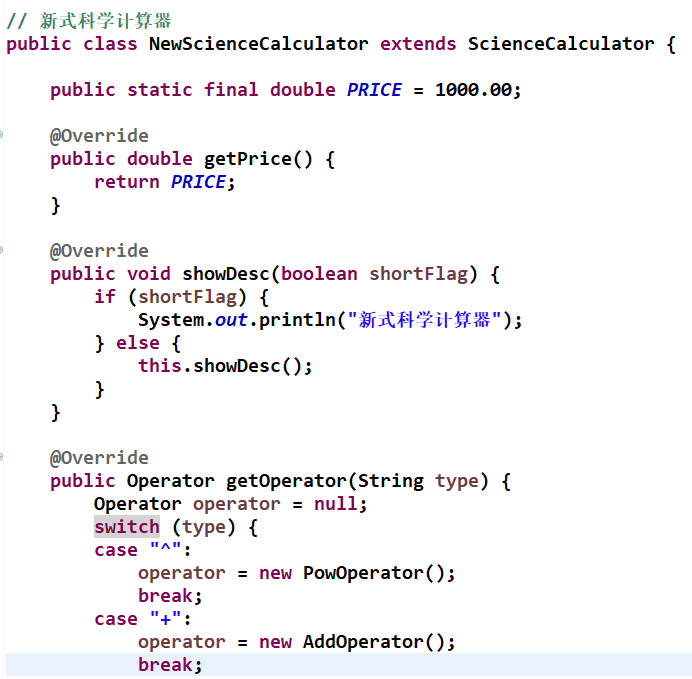 // 新式科学计算器
public class NewScienceCalculator extends ScienceCalculator {
public static final double PRICE = 1000.00;
@Override
public double getPrice() {
return PRICE;
}
@Override
public void showDesc(boolean shortFlag) {
if (shortFlag) {
System.out.println("新式科学计算器");
} else {
this.showDesc();
}
}
@Override
public Operator getOperator(String type) {
Operator operator = null;
switch (type) {
case "^":
operator = new PowOperator();
break;
case "+":
operator = new AddOperator();
break;